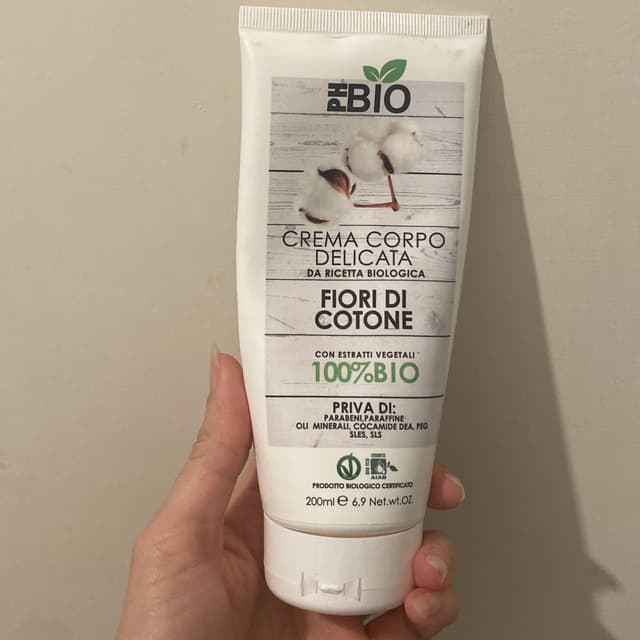 PH BIO
CREMA CORPO
DELICATA
DA RICETTA BIOLOGICA
FIORI DI
COTONE
CON ESTRATTI VEGETALI
100%BIO
PRIVA DI:
PARABENI,PARAFFINE
OLI MINERALI, COCAMIDE DEA, PEG
SLES, SLS
AIAB
PRODOTTO BIOLOGICO CERTIFICATO
200ml e 6,9 Net.wt.Oz.